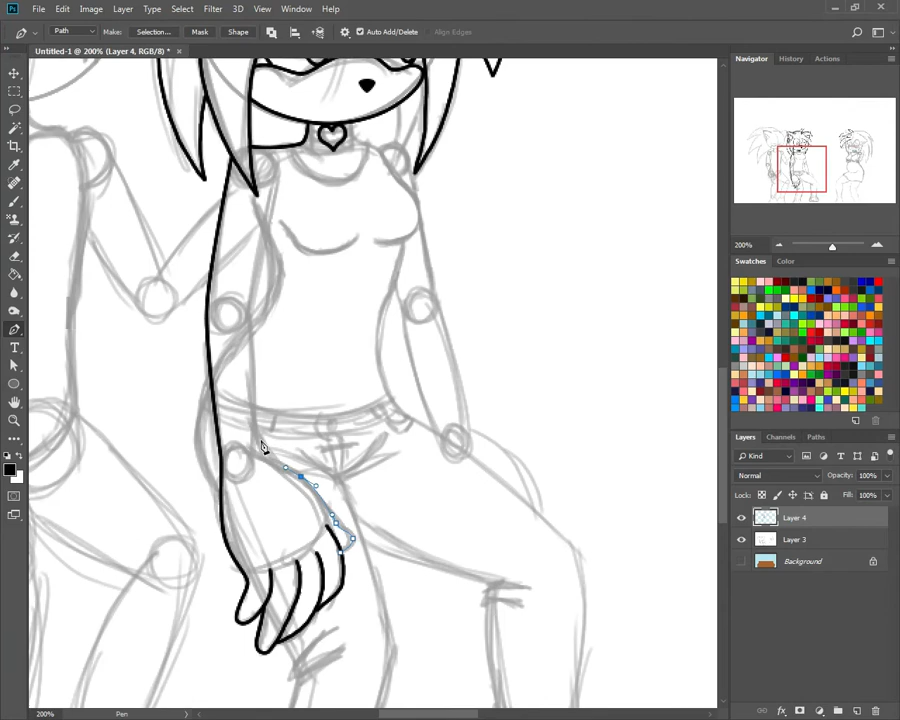 Ps File Edit Image Layer Type Select Filter 3D View Window Help
Path Make: Selection... Mask Shape Auto Add/Delete Align Edges
Untitled-1 @ 200% (Layer 4, RGB/8) * ×
Navigator History Actions
200%
Swatches Color
Layers Channels Paths
Kind
Normal Opacity: 100%
Lock: Fill: 100%
Layer 4
Layer 3
Background
fx
200% Pen